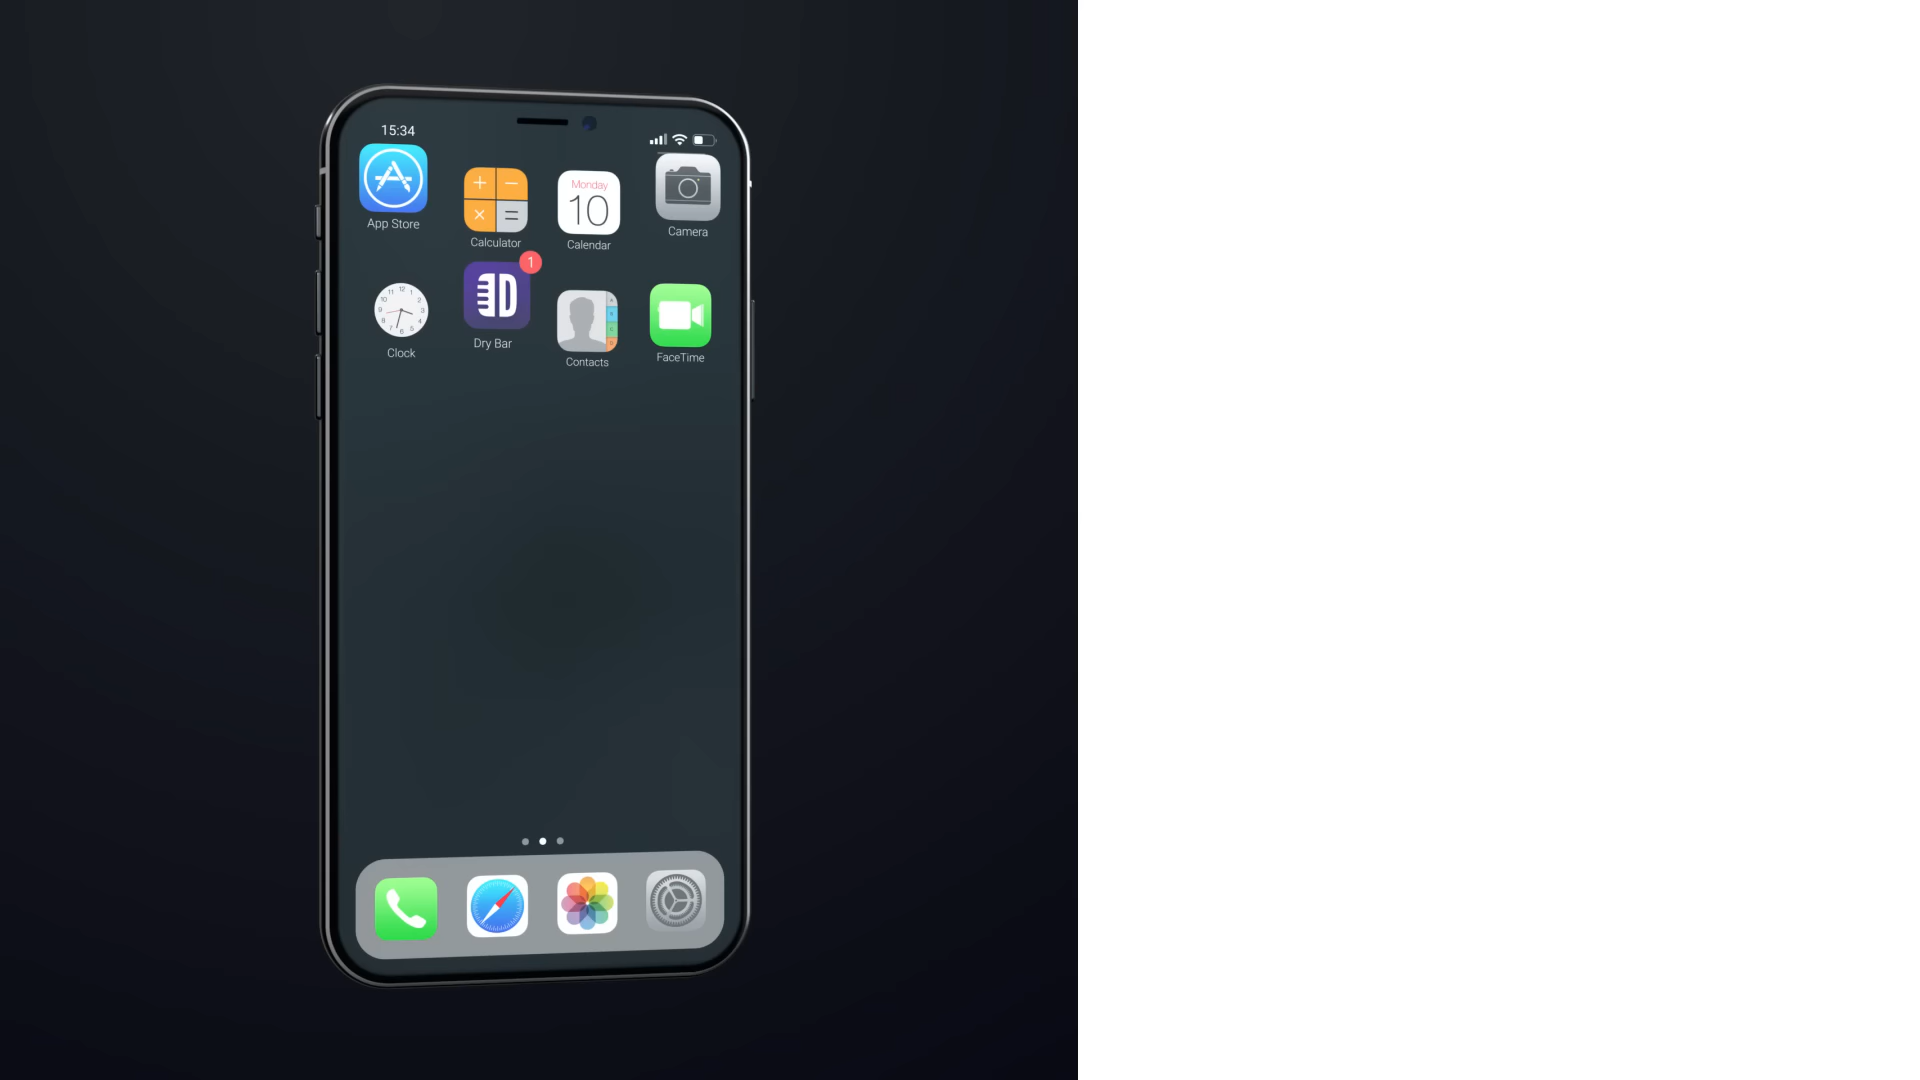 15:34
App Store
Calculator
Monday
10
Calendar
Camera
Clock
1
Dry Bar
Contacts
FaceTime